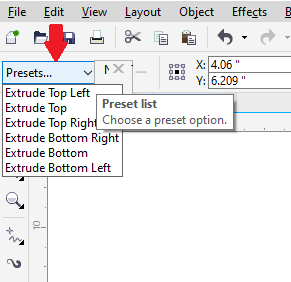 File Edit View Layout Object Effects
Presets...
X: 4.06 "
Y: 6.209 "
Extrude Top Left
Extrude Top
Extrude Top Right
Extrude Bottom Right
Extrude Bottom
Extrude Bottom Left
Preset list
Choose a preset option.
10